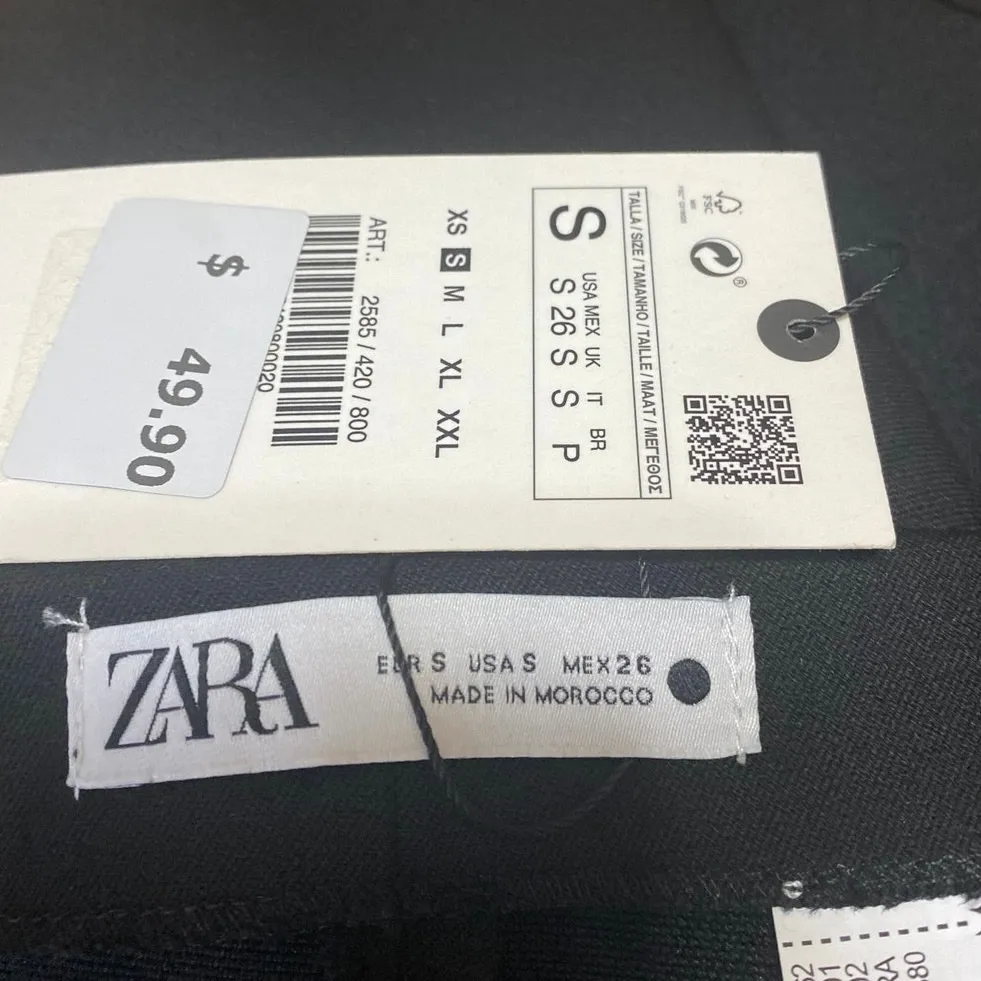 FSC
®
TALLA / SIZE / TAMANHO / TAILLE / MAAT / ΜΕΓΕΘΟΣ
S
USA MEX UK IT BR
S 26 S S P
XS S M L XL XXL
ART.: 2585 / 420 / 800
$ 49.90
ZARA
EUR S USA S MEX 26
MADE IN MOROCCO